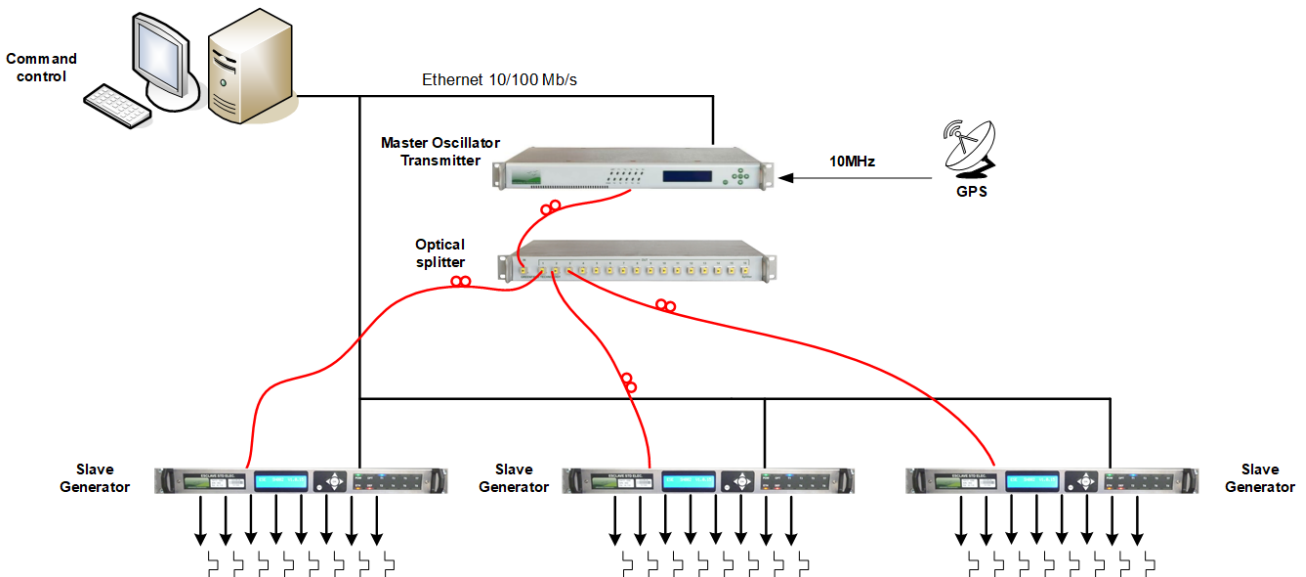 Command
control
Ethernet 10/100 Mb/s
Master Oscillator
Transmitter
10MHz
GPS
Optical
splitter
Slave
Generator
Slave
Generator
Slave
Generator